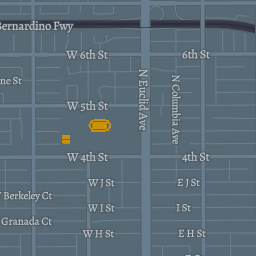 Bernardino Fwy
W 6th St
6th St
ne St
N Euclid Ave
N Columbia Ave
W 5th St
W 4th St
4th St
W J St
E J St
W Berkeley Ct
W I St
I St
Granada Ct
W H St
E H St